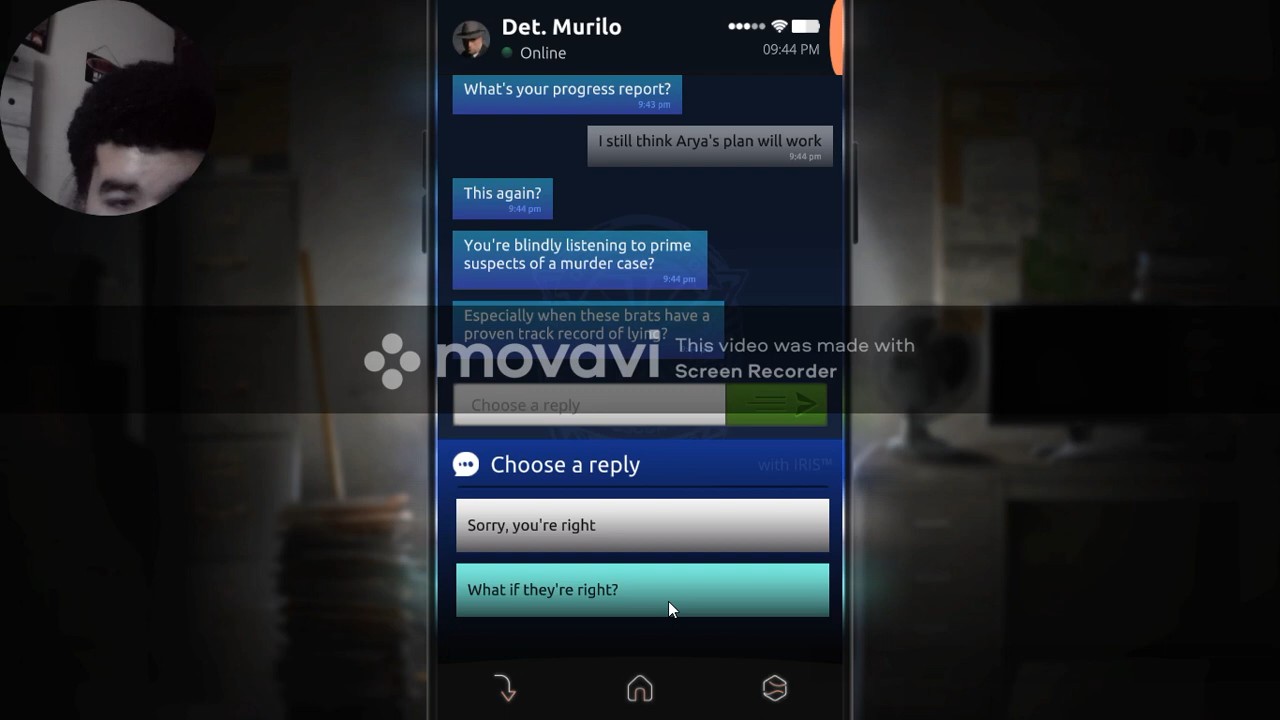 Det. Murilo
Online
09:44 PM
What's your progress report?
9:43 pm
I still think Arya's plan will work
9:44 pm
This again?
9:44 pm
You're blindly listening to prime
suspects of a murder case?
9:44 pm
Especially when these brats have a
proven track record of lying?
movavi
This video was made with
Screen Recorder
Choose a reply
Choose a reply
with IRIS™
Sorry, you're right
What if they're right?